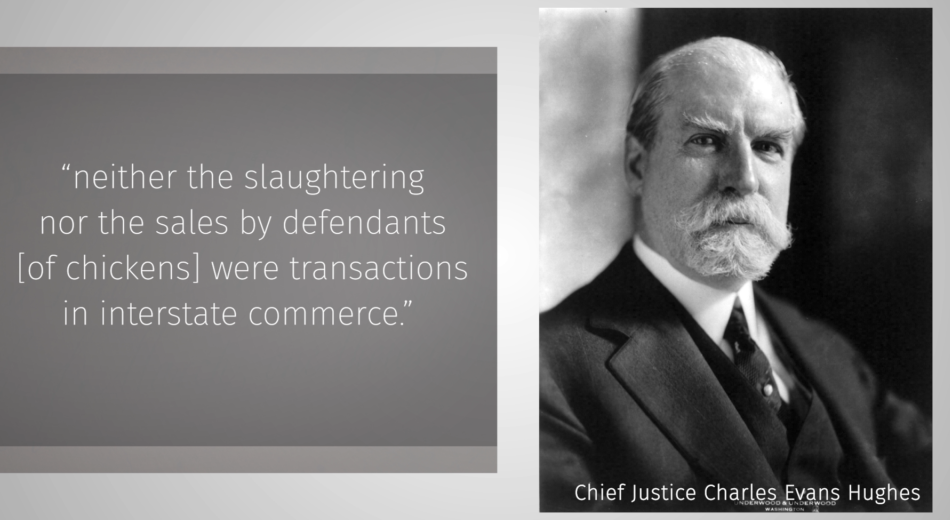 “neither the slaughtering
nor the sales by defendants
[of chickens] were transactions
in interstate commerce.”
Chief Justice Charles Evans Hughes
UNDERWOOD & UNDERWOOD
WASHINGTON